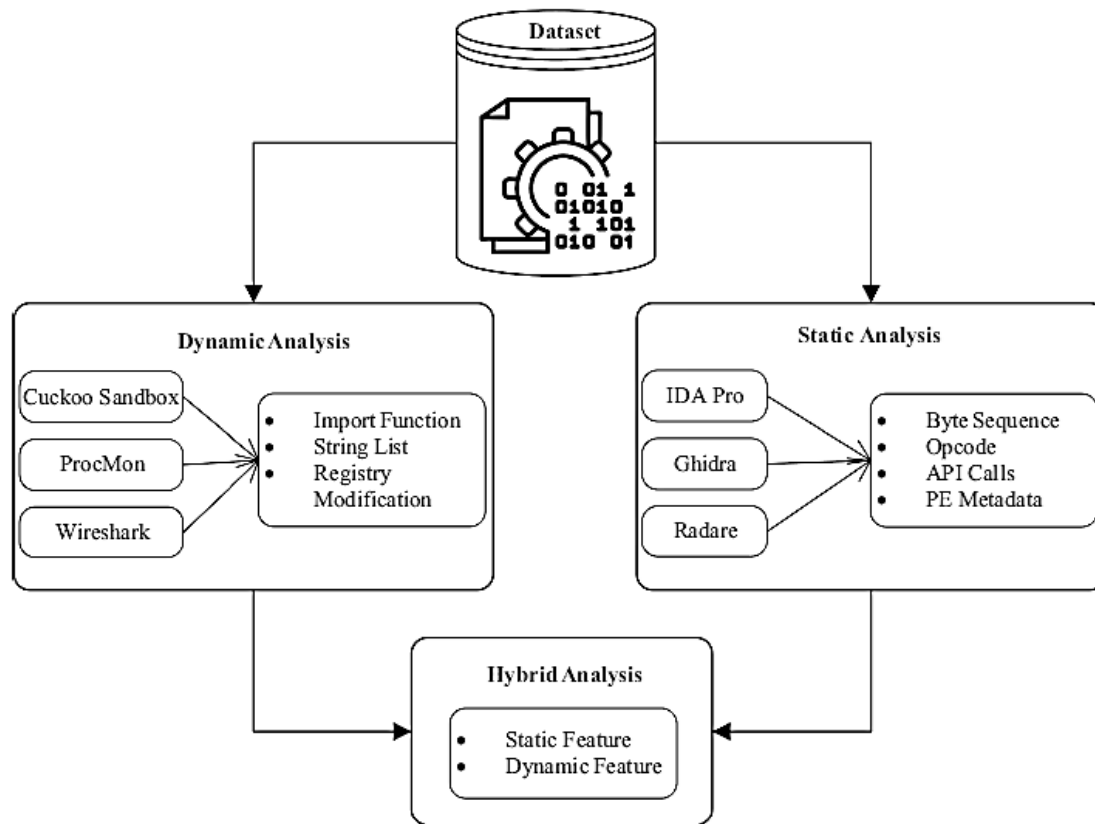 Dataset
0 01 1
01010
1 101
010 01
Dynamic Analysis
Cuckoo Sandbox
ProcMon
Wireshark
• Import Function
• String List
• Registry
Modification
Static Analysis
IDA Pro
Ghidra
Radare
• Byte Sequence
• Opcode
• API Calls
• PE Metadata
Hybrid Analysis
• Static Feature
• Dynamic Feature